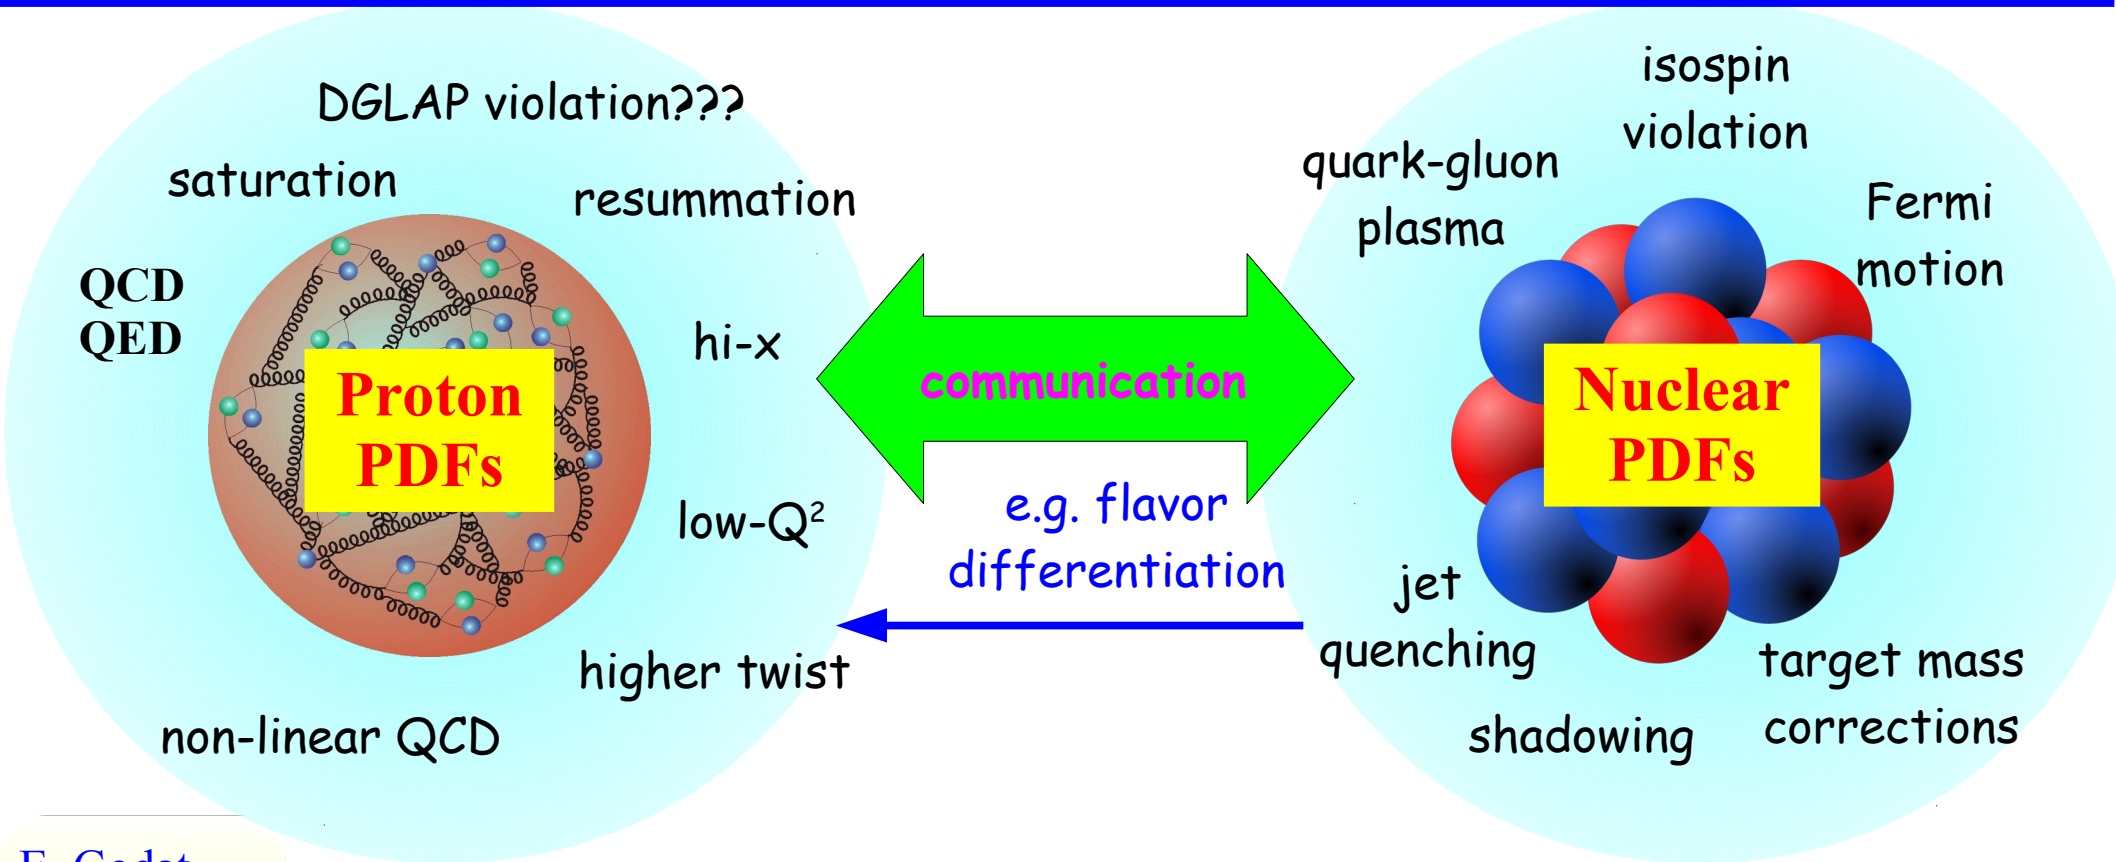 DGLAP violation???
saturation
resummation
QCD
QED
hi-x
Proton
PDFs
low-Q²
higher twist
non-linear QCD
communication
e.g. flavor
differentiation
isospin
violation
quark-gluon
plasma
Fermi
motion
Nuclear
PDFs
jet
quenching
target mass
corrections
shadowing